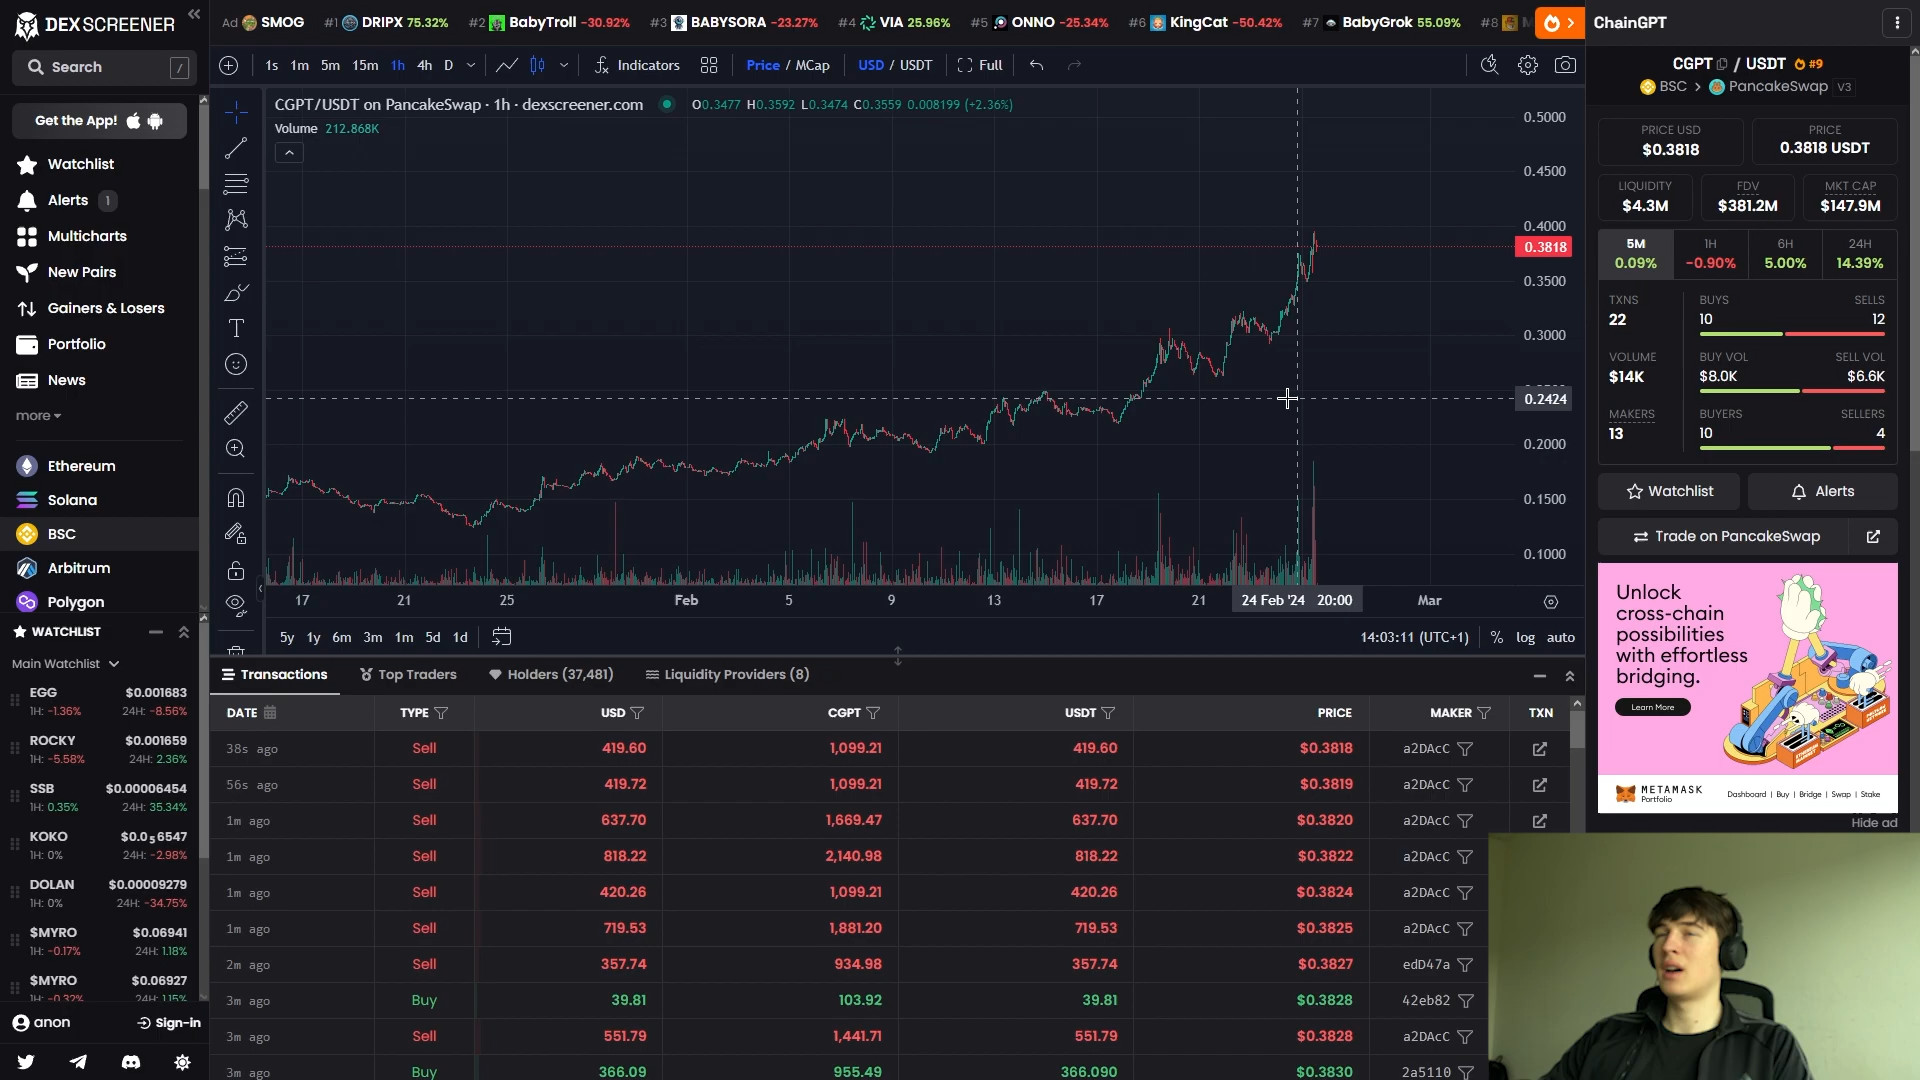 DEXSCREENER
Search /
Get the App!
Watchlist
Alerts 1
Multicharts
New Pairs
Gainers & Losers
Portfolio
News
more
Ethereum
Solana
BSC
Arbitrum
Polygon
WATCHLIST
Main Watchlist
EGG $0.001683
1H: -1.36% 24H: -8.56%
ROCKY $0.001659
1H: -5.58% 24H: 2.36%
SSB $0.00006454
1H: 0.35% 24H: 35.34%
KOKO $0.0₅6547
1H: 0% 24H: -2.98%
DOLAN $0.00009279
1H: 0% 24H: -34.75%
$MYRO $0.06941
1H: -0.17% 24H: 1.18%
$MYRO $0.06927
1H: -0.32% 24H: 1.15%
anon Sign-in
Ad SMOG #1 DRIPX 75.32% #2 BabyTroll -30.92% #3 BABYSORA -23.27% #4 VIA 25.96% #5 ONNO -25.34% #6 KingCat -50.42% #7 BabyGrok 55.09% #8
1s 1m 5m 15m 1h 4h D Indicators Price / MCap USD / USDT Full
CGPT/USDT on PancakeSwap · 1h · dexscreener.com O0.3477 H0.3592 L0.3474 C0.3559 0.008199 (+2.36%)
Volume 212.868K
0.5000
0.4500
0.4000
0.3818
0.3500
0.3000
0.2424
0.2000
0.1500
0.1000
17 21 25 Feb 5 9 13 17 21 24 Feb '24 20:00 Mar
5y 1y 6m 3m 1m 5d 1d 14:03:11 (UTC+1) % log auto
Transactions Top Traders Holders (37,481) Liquidity Providers (8)
DATE TYPE USD CGPT USDT PRICE MAKER TXN
38s ago Sell 419.60 1,099.21 419.60 $0.3818 a2DAcC
56s ago Sell 419.72 1,099.21 419.72 $0.3819 a2DAcC
1m ago Sell 637.70 1,669.47 637.70 $0.3820 a2DAcC
1m ago Sell 818.22 2,140.98 818.22 $0.3822 a2DAcC
1m ago Sell 420.26 1,099.21 420.26 $0.3824 a2DAcC
1m ago Sell 719.53 1,881.20 719.53 $0.3825 a2DAcC
2m ago Sell 357.74 934.98 357.74 $0.3827 edD47a
3m ago Buy 39.81 103.92 39.81 $0.3828 42eb82
3m ago Sell 551.79 1,441.71 551.79 $0.3828 a2DAcC
3m ago Buy 366.09 955.49 366.090 $0.3830 2a5110
ChainGPT
CGPT / USDT #9
BSC > PancakeSwap V3
PRICE USD PRICE
$0.3818 0.3818 USDT
LIQUIDITY FDV MKT CAP
$4.3M $381.2M $147.9M
5M 1H 6H 24H
0.09% -0.90% 5.00% 14.39%
TXNS BUYS SELLS
22 10 12
VOLUME BUY VOL SELL VOL
$14K $8.0K $6.6K
MAKERS BUYERS SELLERS
13 10 4
Watchlist Alerts
Trade on PancakeSwap
Unlock
cross-chain
possibilities
with effortless
bridging.
Learn More
METAMASK
Portfolio
Dashboard | Buy | Bridge | Swap | Stake
Hide ad